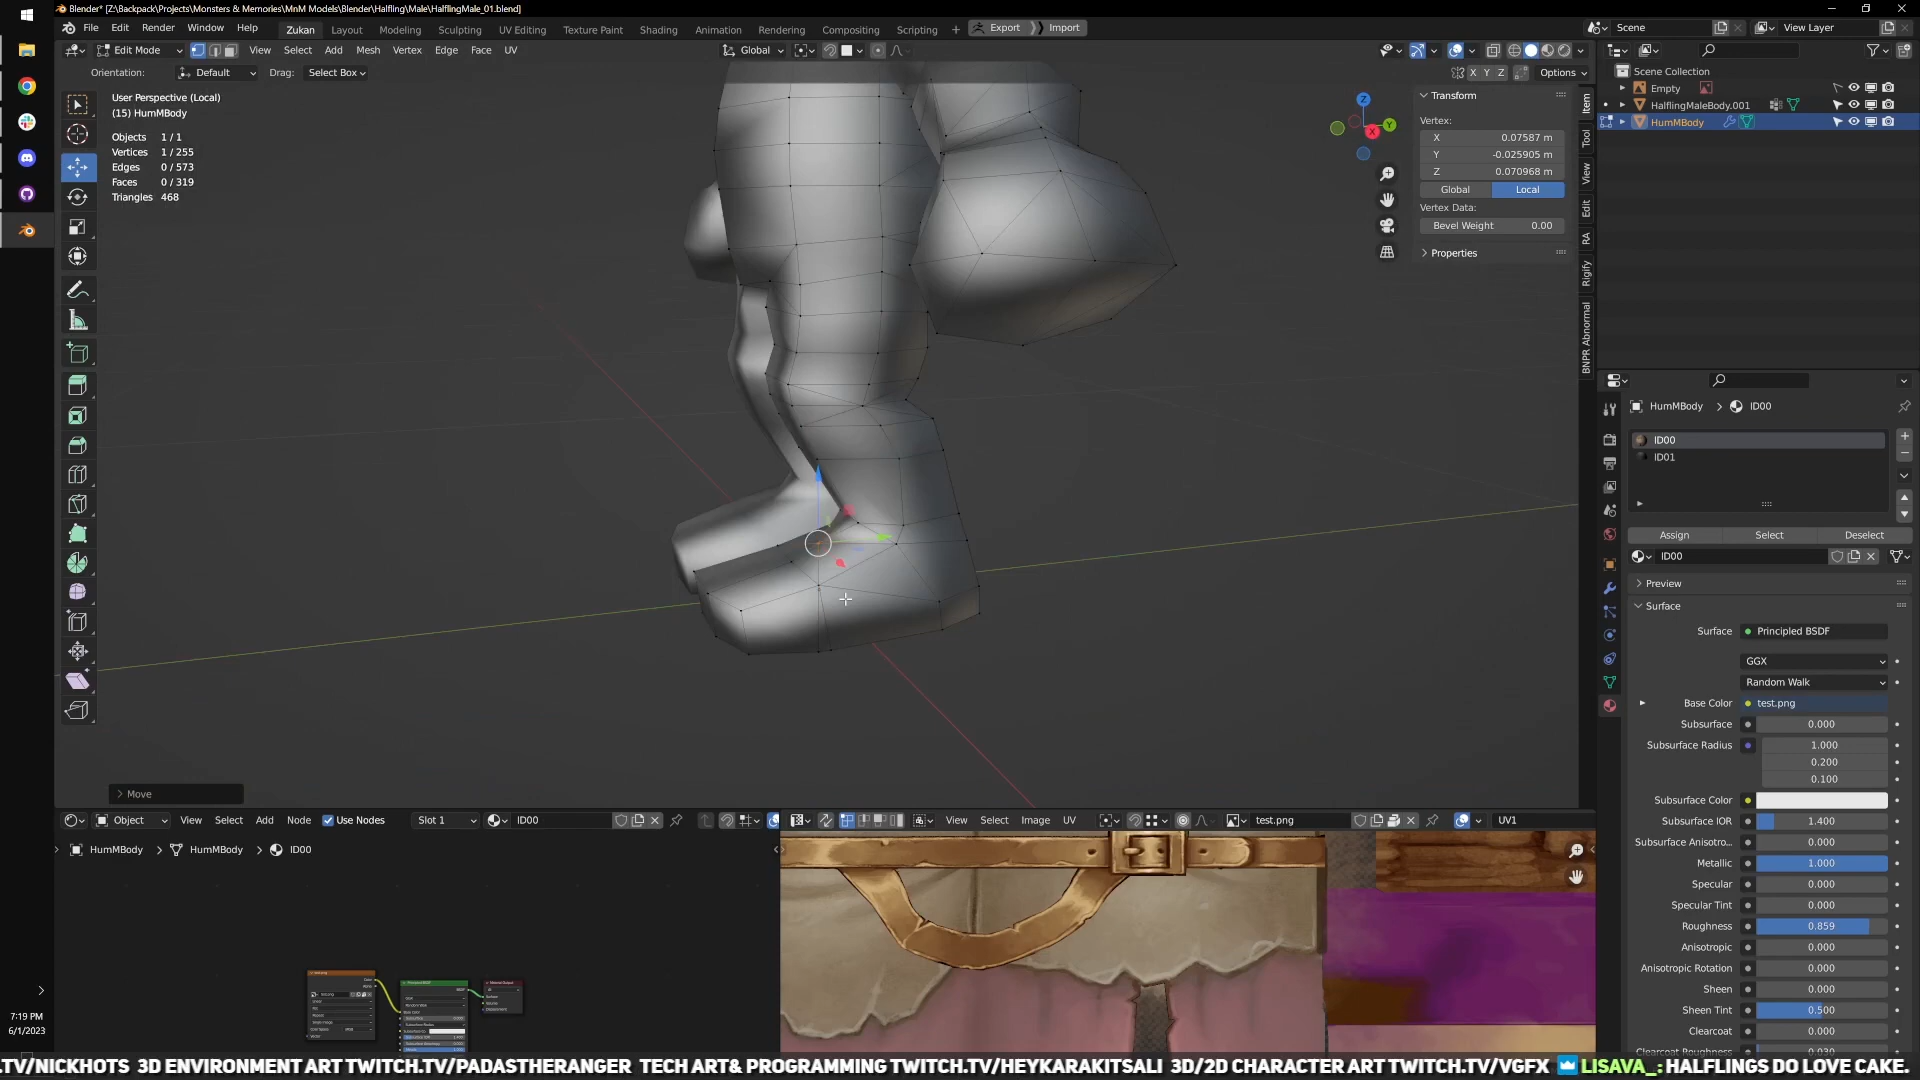 Blender* [Z:\Backpack\Projects\Monsters & Memories\MnM Models\Blender\Halfling\Male\HalflingMale_01.blend]
File Edit Render Window Help Zukan Layout Modeling Sculpting UV Editing Texture Paint Shading Animation Rendering Compositing Scripting + Export Import Scene View Layer
Edit Mode View Select Add Mesh Vertex Edge Face UV Global
Orientation: Default Drag: Select Box X Y Z Options
User Perspective (Local)
(15) HumMBody
Objects 1 / 1
Vertices 1 / 255
Edges 0 / 573
Faces 0 / 319
Triangles 468
Z
Y
X
Transform
Vertex:
X 0.07587 m
Y -0.025905 m
Z 0.070968 m
Global Local
Vertex Data:
Bevel Weight 0.00
Properties
Item
Tool
View
Edit
RA
Rigify
BNPR Abnormal
Scene Collection
Empty
HalflingMaleBody.001
HumMBody
HumMBody > ID00
ID00
ID01
Assign Select Deselect
ID00
Preview
Surface
Surface Principled BSDF
GGX
Random Walk
Base Color test.png
Subsurface 0.000
Subsurface Radius 1.000
0.200
0.100
Subsurface Color
Subsurface IOR 1.400
Subsurface Anisotro... 0.000
Metallic 1.000
Specular 0.000
Specular Tint 0.000
Roughness 0.859
Anisotropic 0.000
Anisotropic Rotation 0.000
Sheen 0.000
Sheen Tint 0.500
Clearcoat 0.000
Clearcoat Roughness 0.030
Move
Object View Select Add Node Use Nodes Slot 1 ID00
HumMBody > HumMBody > ID00
View Select Image UV test.png UV1
7:19 PM
6/1/2023
.TV/NICKHOTS 3D ENVIRONMENT ART TWITCH.TV/PADASTHERANGER TECH ART& PROGRAMMING TWITCH.TV/HEYKARAKITSALI 3D/2D CHARACTER ART TWITCH.TV/VGFX LISAVA_: HALFLINGS DO LOVE CAKE.